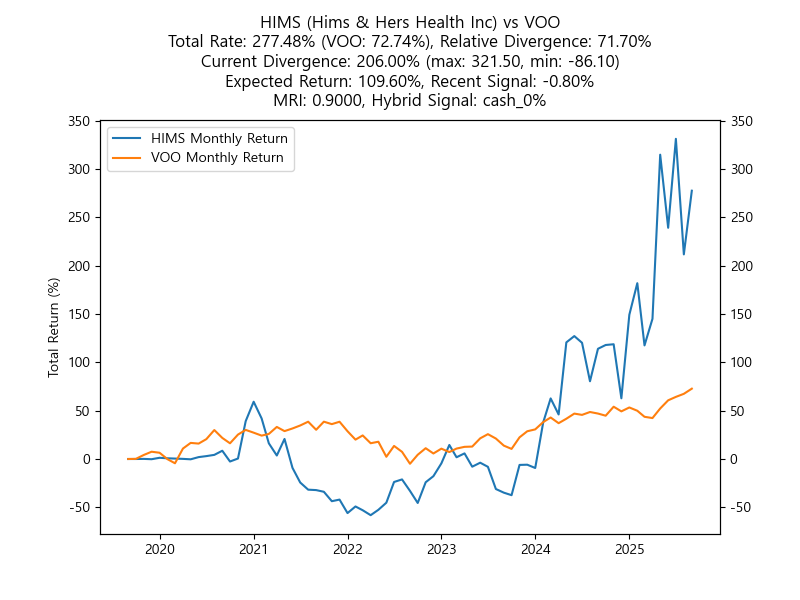 HIMS (Hims & Hers Health Inc) vs VOO
Total Rate: 277.48% (VOO: 72.74%), Relative Divergence: 71.70%
Current Divergence: 206.00% (max: 321.50, min: -86.10)
Expected Return: 109.60%, Recent Signal: -0.80%
MRI: 0.9000, Hybrid Signal: cash_0%
HIMS Monthly Return
VOO Monthly Return
Total Return (%)
350
300
250
200
150
100
50
0
-50
350
300
250
200
150
100
50
0
-50
2020 2021 2022 2023 2024 2025